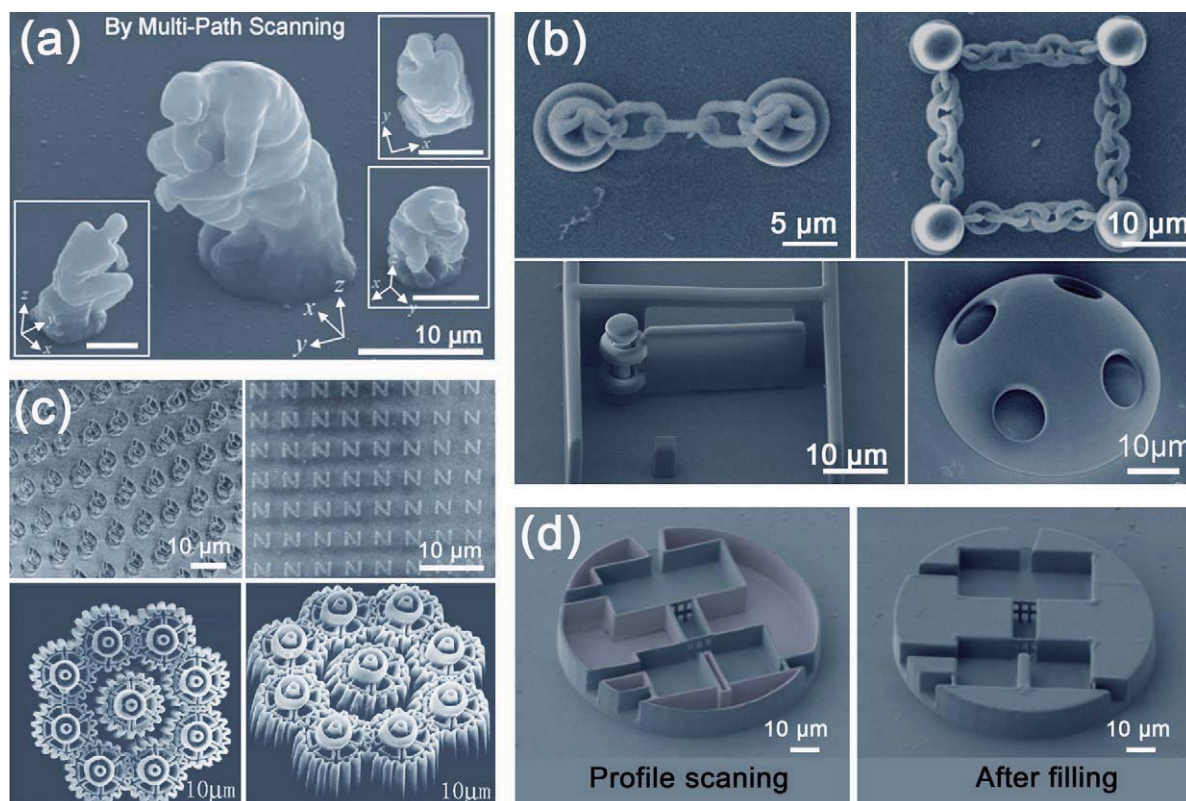 (a)
By Multi-Path Scanning
y
x
z
y
x
x
y
z
x
y
10 μm
(b)
5 μm
10 μm
10 μm
10μm
(c)
10 μm
10 μm
10μm
10μm
N N N N N N N N
N N N N N N N N
N N N N N N N N
N N N N N N N N
N N N N N N N N
N N N N N N N N
N N N N N N N N
(d)
10 μm
Profile scaning
10 μm
After filling